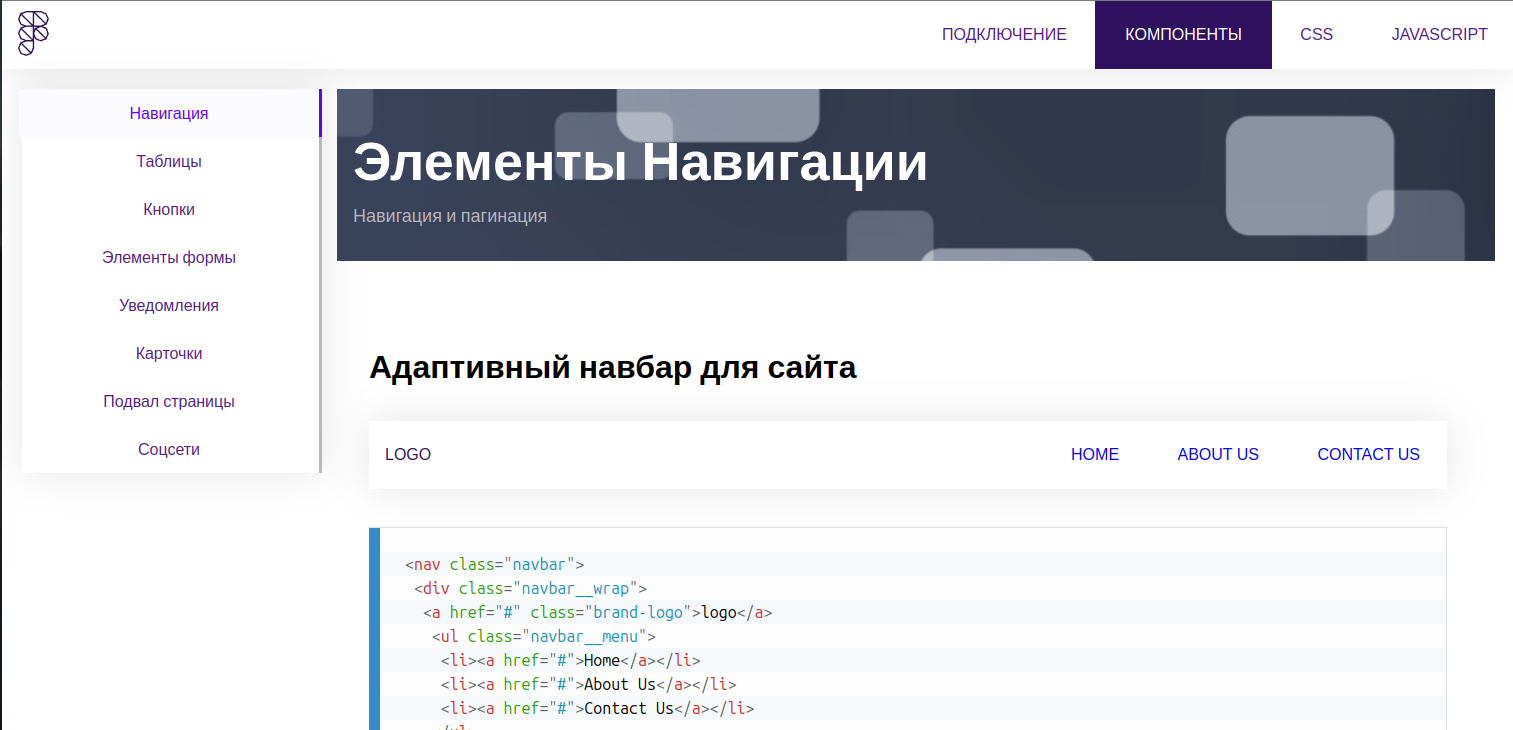 ПОДКЛЮЧЕНИЕ КОМПОНЕНТЫ CSS JAVASCRIPT
Навигация
Таблицы
Кнопки
Элементы формы
Уведомления
Карточки
Подвал страницы
Соцсети
Элементы Навигации
Навигация и пагинация
Адаптивный навбар для сайта
LOGO HOME ABOUT US CONTACT US
<nav class="navbar">
<div class="navbar__wrap">
<a href="#" class="brand-logo">logo</a>
<ul class="navbar__menu">
<li><a href="#">Home</a></li>
<li><a href="#">About Us</a></li>
<li><a href="#">Contact Us</a></li>